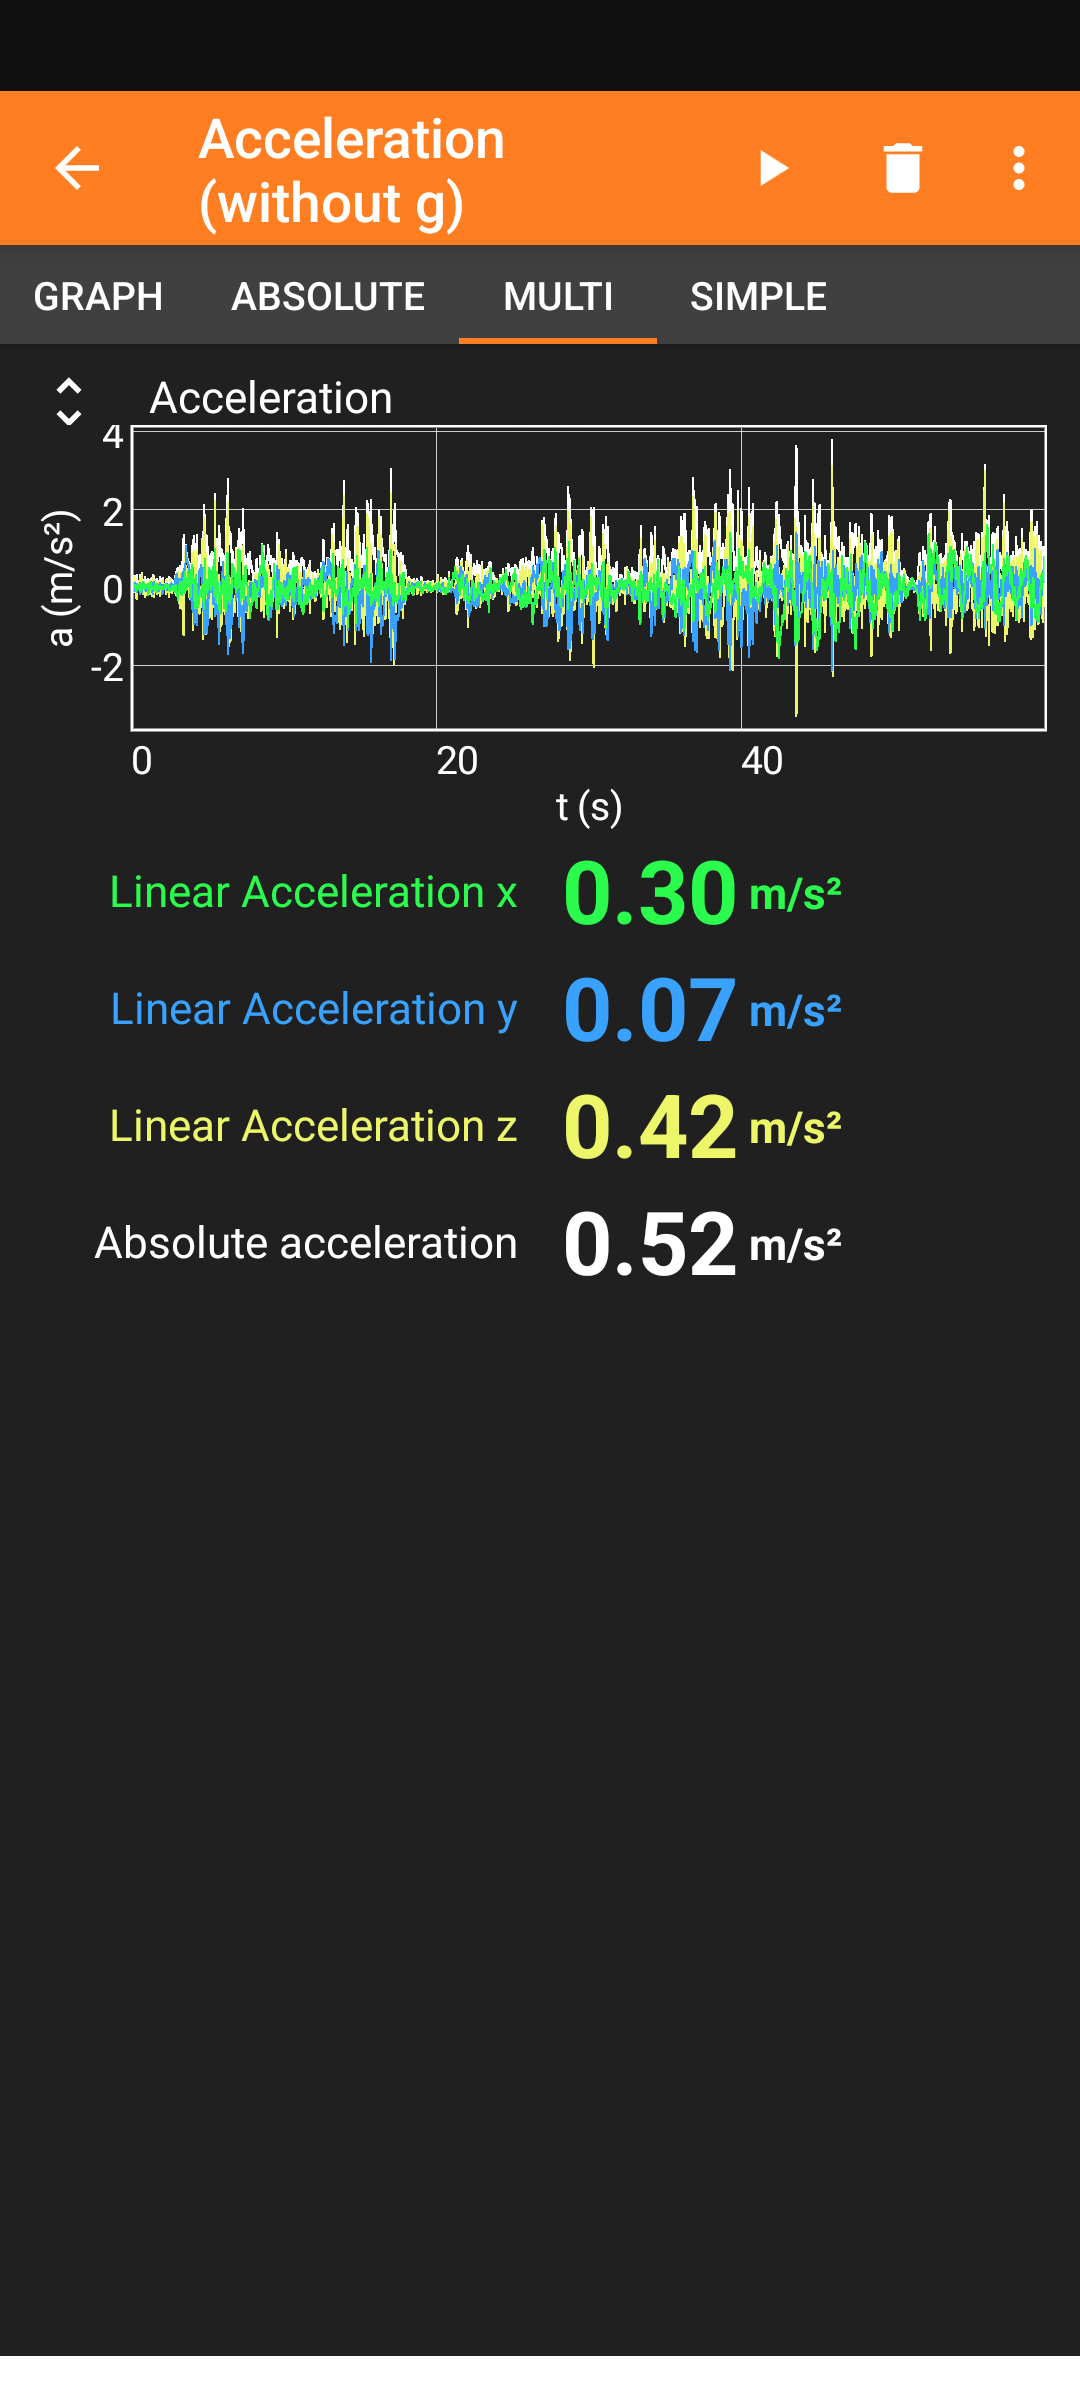 Acceleration
(without g)
GRAPH ABSOLUTE MULTI SIMPLE
Acceleration
4
2
0
-2
a (m/s²)
0 20 40
t (s)
Linear Acceleration x 0.30 m/s²
Linear Acceleration y 0.07 m/s²
Linear Acceleration z 0.42 m/s²
Absolute acceleration 0.52 m/s²